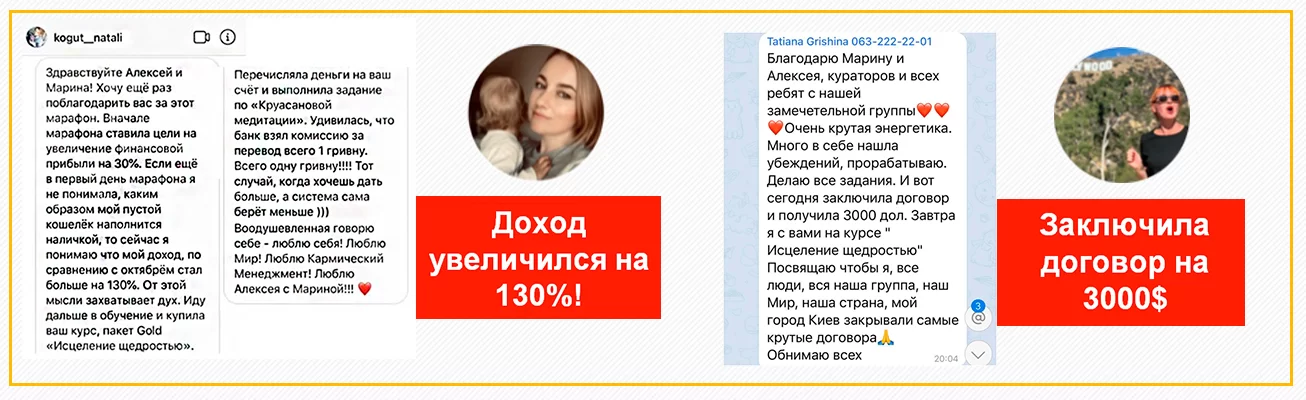 kogut__natali
Здравствуйте Алексей и
Марина! Хочу ещё раз
поблагодарить вас за этот
марафон. Вначале
марафона ставила цели на
увеличение финансовой
прибыли на 30%. Если ещё
в первый день марафона я
не понимала, каким
образом мой пустой
кошелёк наполнится
наличкой, то сейчас я
понимаю что мой доход, по
сравнению с октябрём стал
больше на 130%. От этой
мысли захватывает дух. Иду
дальше в обучение и купила
ваш курс, пакет Gold
«Исцеление щедростью».
Перечисляла деньги на ваш
счёт и выполнила задание
по «Круасановой
медитации». Удивилась, что
банк взял комиссию за
перевод всего 1 гривну.
Всего одну гривну!!!! Тот
случай, когда хочешь дать
больше, а система сама
берёт меньше )))
Воодушевленная говорю
себе - люблю себя! Люблю
Мир! Люблю Кармический
Менеджмент! Люблю
Алексея с Мариной!!! ❤️
Доход
увеличился на
130%!
Tatiana Grishina 063-222-22-01
Благодарю Марину и
Алексея, кураторов и всех
ребят с нашей
замечетельной группы❤️❤️
❤️Очень крутая энергетика.
Много в себе нашла
убеждений, прорабатываю.
Делаю все задания. И вот
сегодня заключила договор
и получила 3000 дол. Завтра
я с вами на курсе "
Исцеление щедростью"
Посвящаю чтобы я, все
люди, вся наша группа, наш
Мир, наша страна, мой
город Киев закрывали самые
крутые договора🙏
Обнимаю всех
20:04
3
@
Заключила
договор на
3000$
LYWOOD